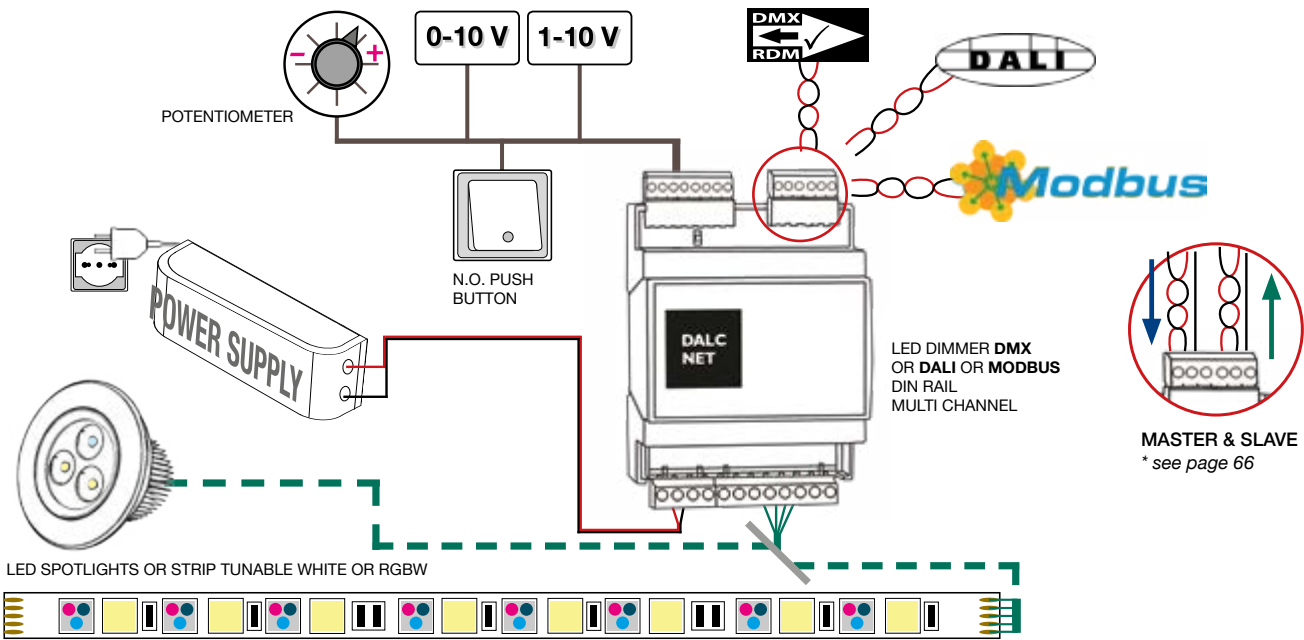 0-10 V
1-10 V
DMX
RDM
DALI
POTENTIOMETER
Modbus
N.O. PUSH
BUTTON
POWER SUPPLY
DALC
NET
LED DIMMER DMX
OR DALI OR MODBUS
DIN RAIL
MULTI CHANNEL
MASTER & SLAVE
* see page 66
LED SPOTLIGHTS OR STRIP TUNABLE WHITE OR RGBW